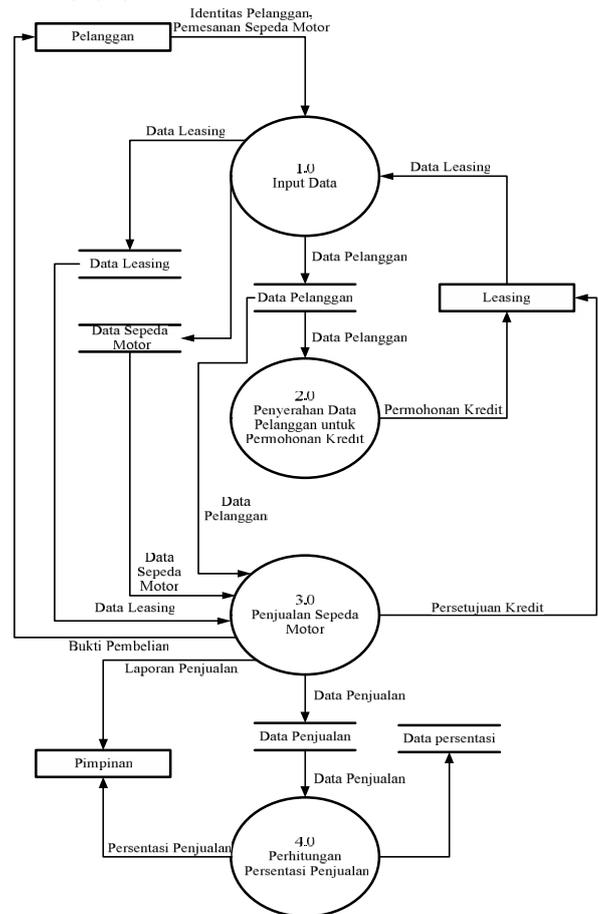 Identitas Pelanggan,
Pemesanan Sepeda Motor
Pelanggan
Data Leasing
1.0
Input Data
Data Leasing
Data Pelanggan
Data Leasing
Data Pelanggan
Leasing
Data Sepeda
Motor
Data Pelanggan
2.0
Penyerahan Data
Pelanggan untuk
Permohonan Kredit
Permohonan Kredit
Data
Pelanggan
Data
Sepeda
Motor
Data Leasing
3.0
Penjualan Sepeda
Motor
Persetujuan Kredit
Bukti Pembelian
Laporan Penjualan
Data Penjualan
Data Penjualan
Data persentasi
Pimpinan
Data Penjualan
Persentasi Penjualan
4.0
Perhitungan
Persentasi Penjualan